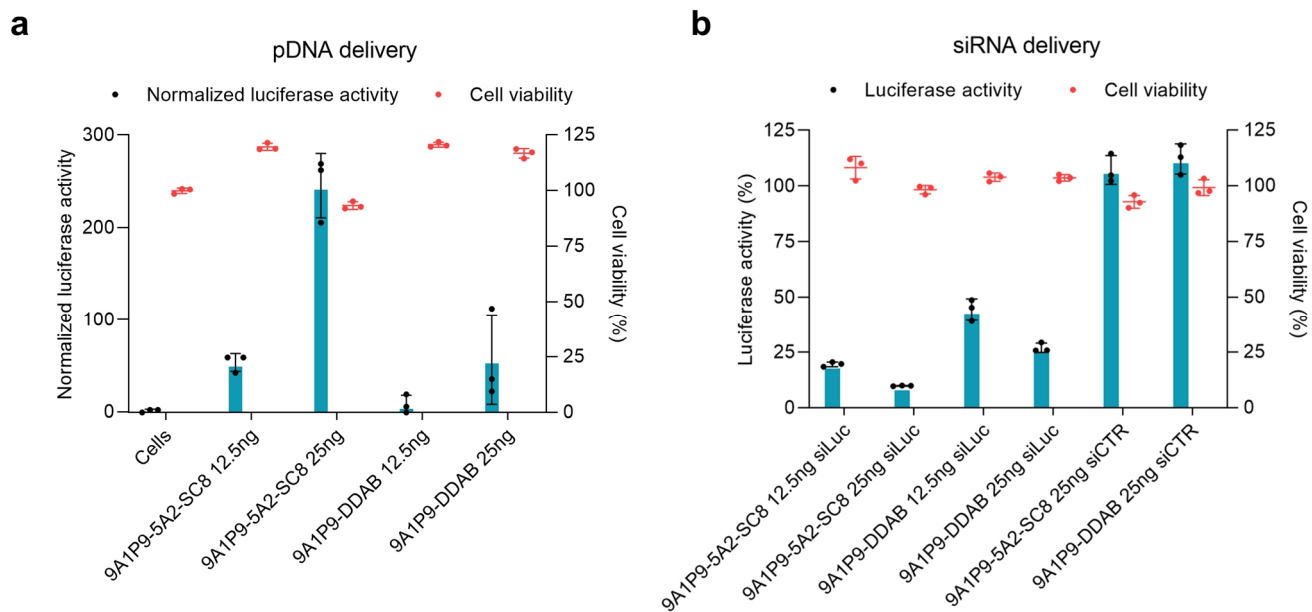 a
pDNA delivery
Normalized luciferase activity
Cell viability
300
200
100
0
Normalized luciferase activity
125
100
75
50
25
0
Cell viability (%)
Cells
9A1P9-5A2-SC8 12.5ng
9A1P9-5A2-SC8 25ng
9A1P9-DDAB 12.5ng
9A1P9-DDAB 25ng
b
siRNA delivery
Luciferase activity
Cell viability
125
100
75
50
25
0
Luciferase activity (%)
125
100
75
50
25
0
Cell viability (%)
9A1P9-5A2-SC8 12.5ng siLuc
9A1P9-5A2-SC8 25ng siLuc
9A1P9-DDAB 12.5ng siLuc
9A1P9-DDAB 25ng siLuc
9A1P9-5A2-SC8 25ng siCTR
9A1P9-DDAB 25ng siCTR